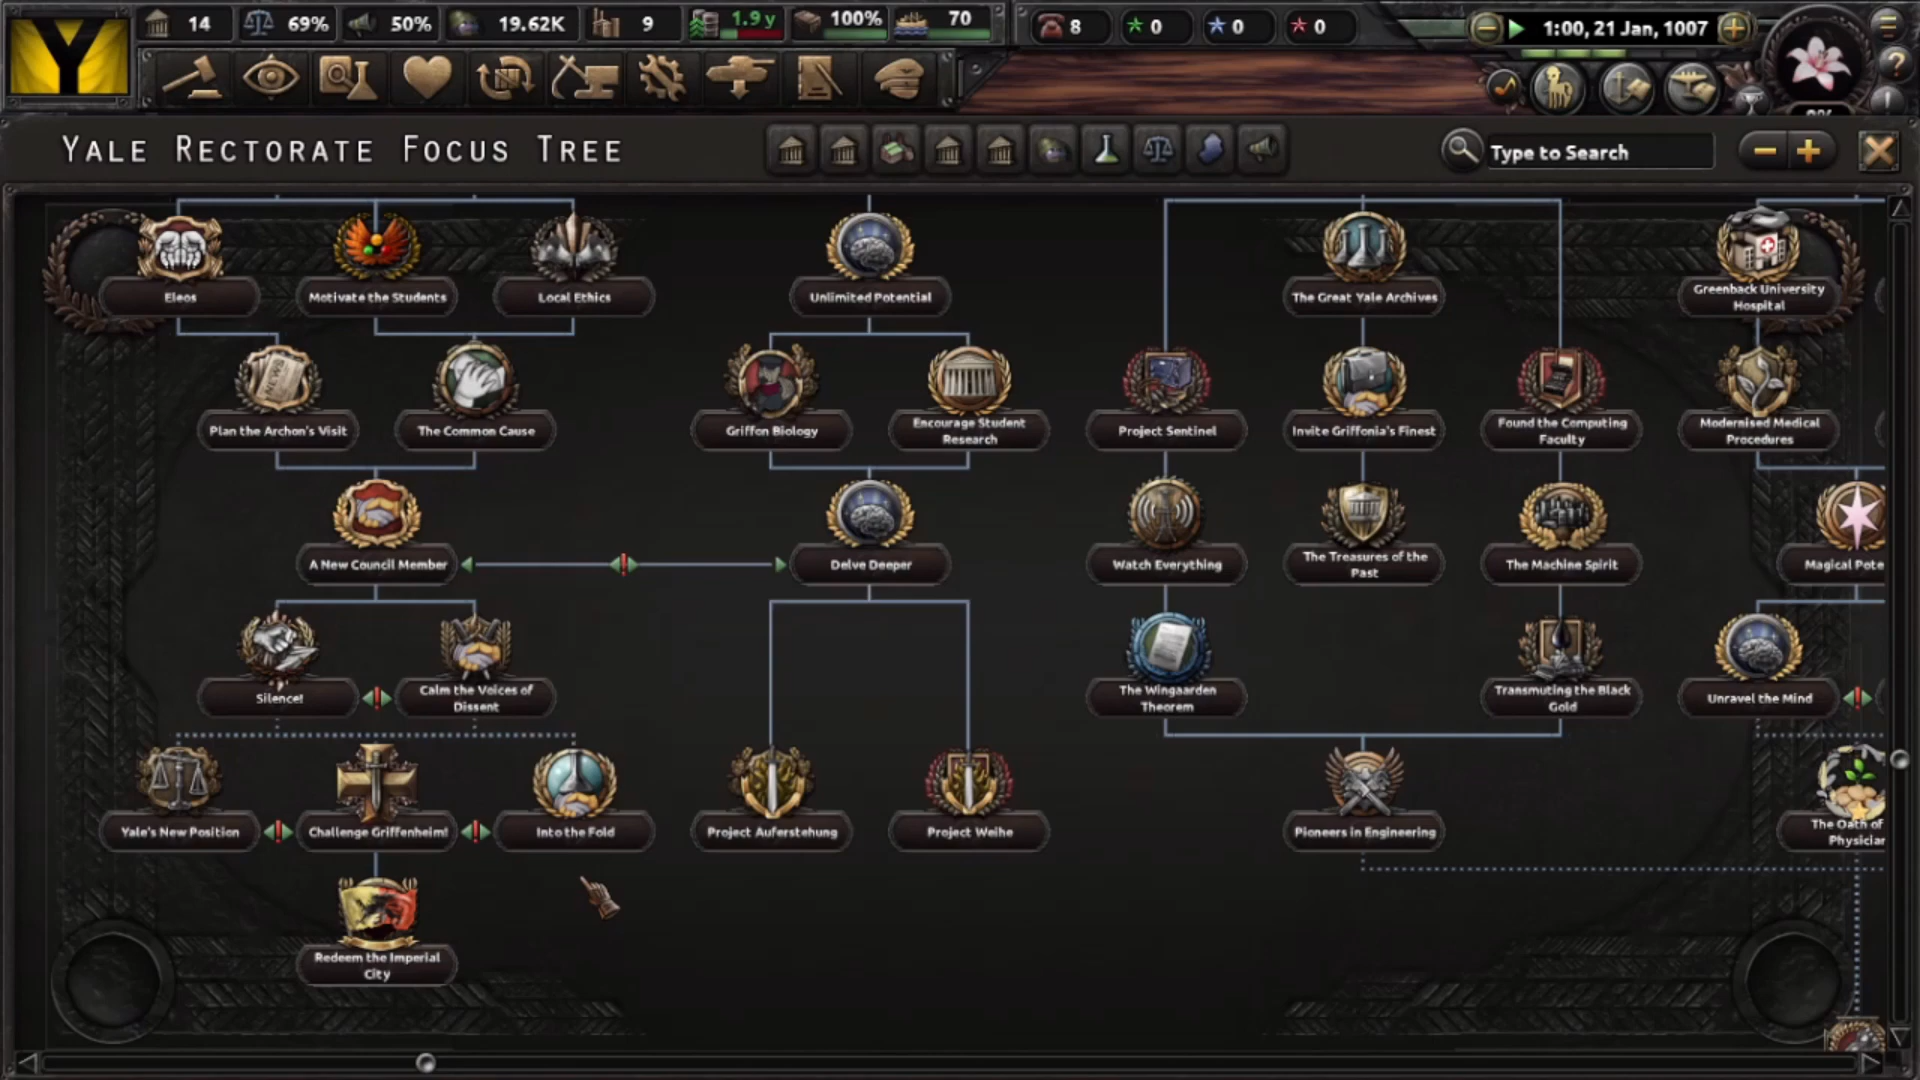 Y
14
69%
50%
19.62K
9
1.9 y
100%
70
8
0
0
0
1:00, 21 Jan, 1007
YALE RECTORATE FOCUS TREE
Type to Search
Eleos
Motivate the Students
Local Ethics
Unlimited Potential
The Great Yale Archives
Greenback University
Hospital
Plan the Archon's Visit
The Common Cause
Griffon Biology
Encourage Student
Research
Project Sentinel
Invite Griffonia's Finest
Found the Computing
Faculty
Modernised Medical
Procedures
A New Council Member
Delve Deeper
Watch Everything
The Treasures of the
Past
The Machine Spirit
Magical Pote
Silence!
Calm the Voices of
Dissent
The Wingaarden
Theorem
Transmuting the Black
Gold
Unravel the Mind
Yale's New Position
Challenge Griffenheim!
Into the Fold
Project Auferstehung
Project Weihe
Pioneers in Engineering
The Oath of
Physician
Redeem the Imperial
City